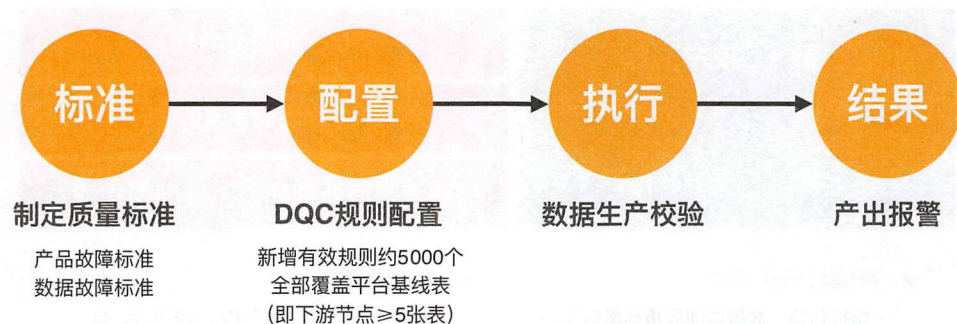 标准
配置
执行
结果
制定质量标准
DQC规则配置
数据生产校验
产出报警
产品故障标准
数据故障标准
新增有效规则约5000个
全部覆盖平台基线表
（即下游节点≥5张表）